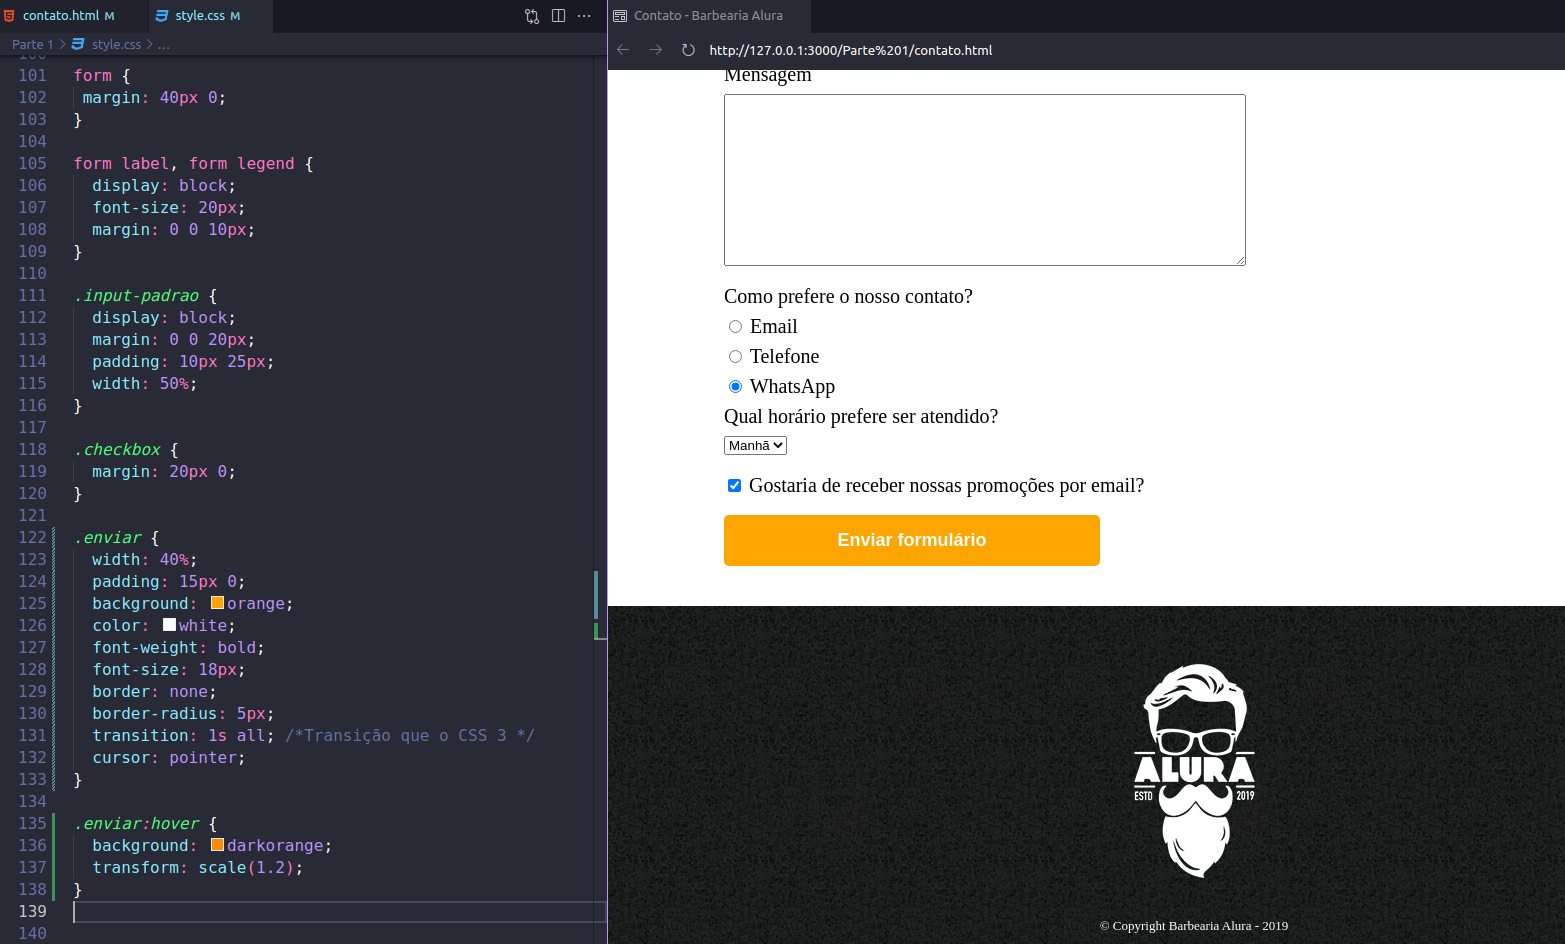 contato.html M
style.css M
Parte 1 > style.css > ...
101 form {
102 margin: 40px 0;
103 }
104
105 form label, form legend {
106 display: block;
107 font-size: 20px;
108 margin: 0 0 10px;
109 }
110
111 .input-padrao {
112 display: block;
113 margin: 0 0 20px;
114 padding: 10px 25px;
115 width: 50%;
116 }
117
118 .checkbox {
119 margin: 20px 0;
120 }
121
122 .enviar {
123 width: 40%;
124 padding: 15px 0;
125 background: orange;
126 color: white;
127 font-weight: bold;
128 font-size: 18px;
129 border: none;
130 border-radius: 5px;
131 transition: 1s all; /*Transição que o CSS 3 */
132 cursor: pointer;
133 }
134
135 .enviar:hover {
136 background: darkorange;
137 transform: scale(1.2);
138 }
139
140
Contato - Barbearia Alura
http://127.0.0.1:3000/Parte%201/contato.html
Mensagem
Como prefere o nosso contato?
Email
Telefone
WhatsApp
Qual horário prefere ser atendido?
Manhã
Gostaria de receber nossas promoções por email?
Enviar formulário
ALURA
ESTD 2019
© Copyright Barbearia Alura - 2019